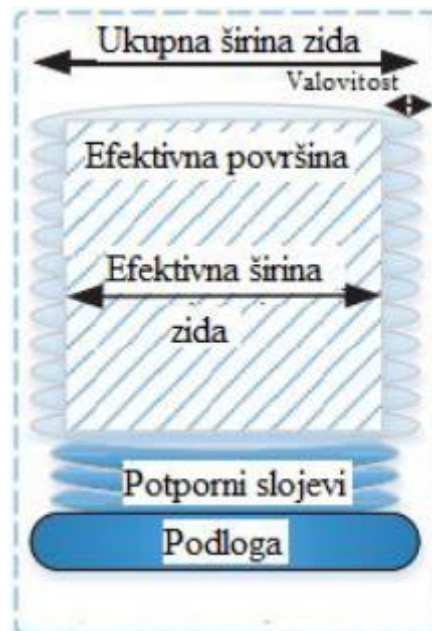 Ukupna širina zida
Valovitost
Efektivna površina
Efektivna širina
zida
Potporni slojevi
Podloga